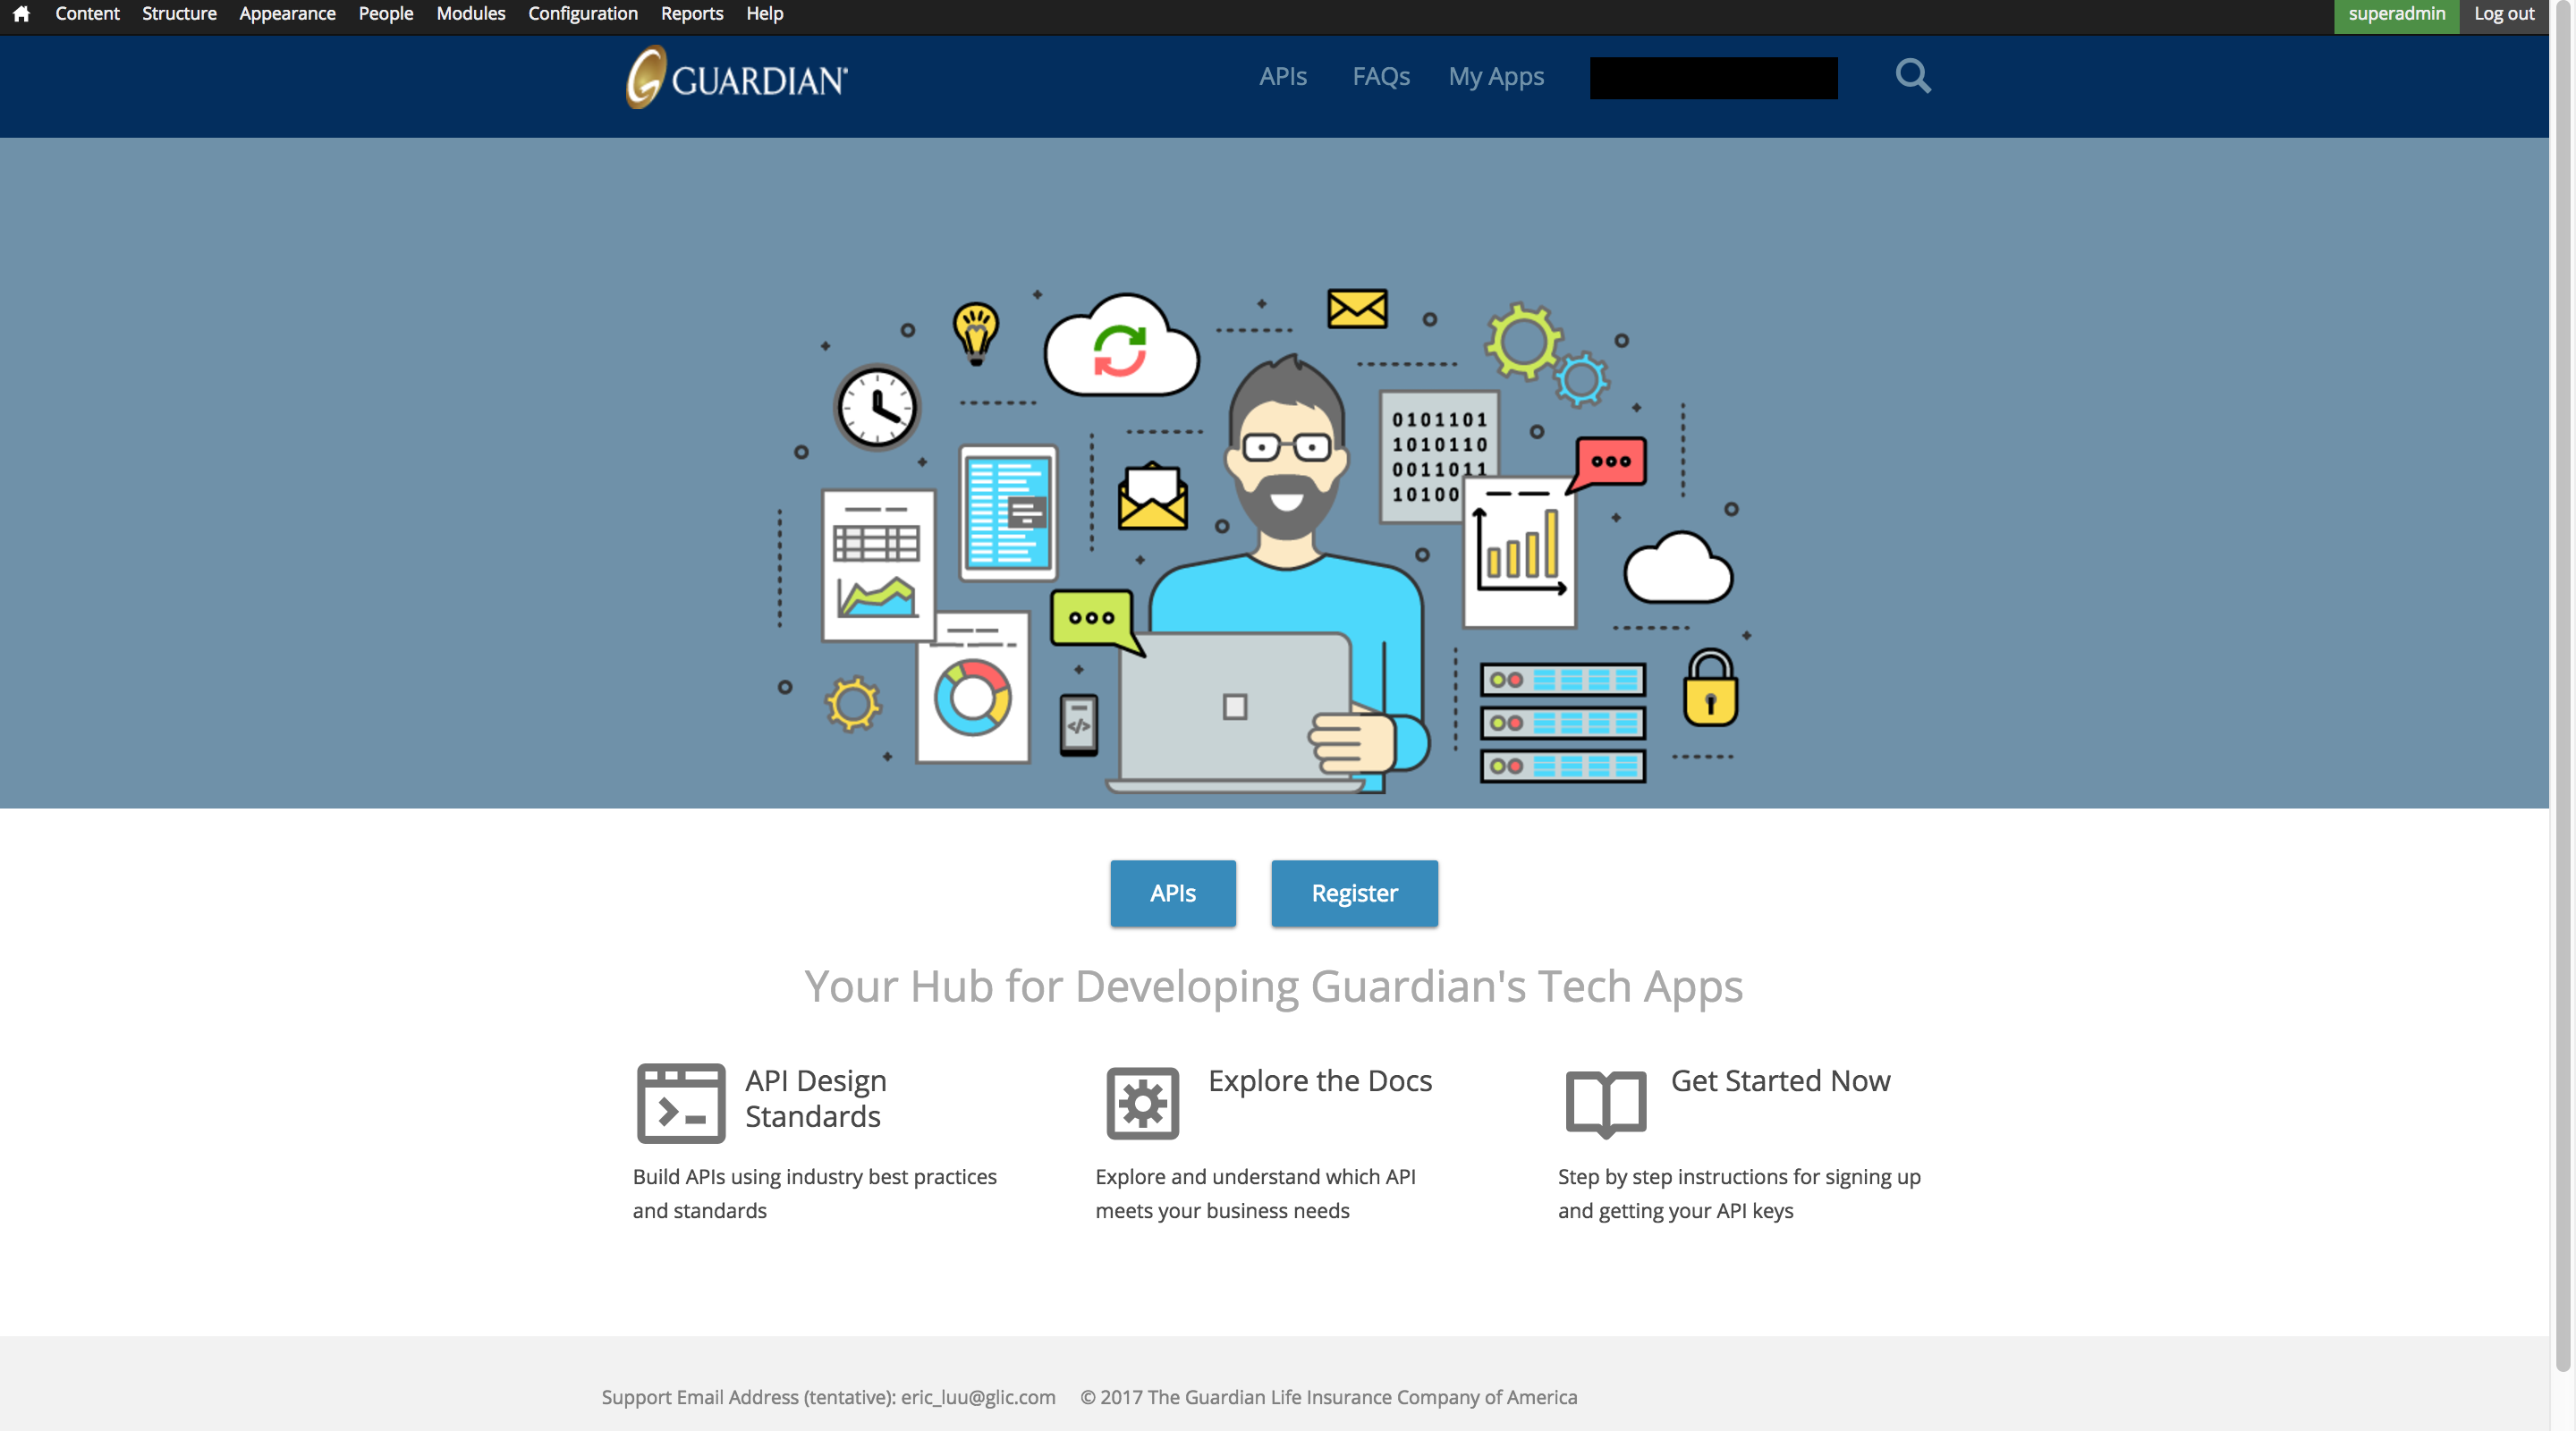 Content Structure Appearance People Modules Configuration Reports Help superadmin Log out
GUARDIAN®
APIs FAQs My Apps
0101101
1010110
0011011
10100
</>
APIs Register
Your Hub for Developing Guardian's Tech Apps
API Design
Standards
Build APIs using industry best practices
and standards
Explore the Docs
Explore and understand which API
meets your business needs
Get Started Now
Step by step instructions for signing up
and getting your API keys
Support Email Address (tentative): eric_luu@glic.com © 2017 The Guardian Life Insurance Company of America